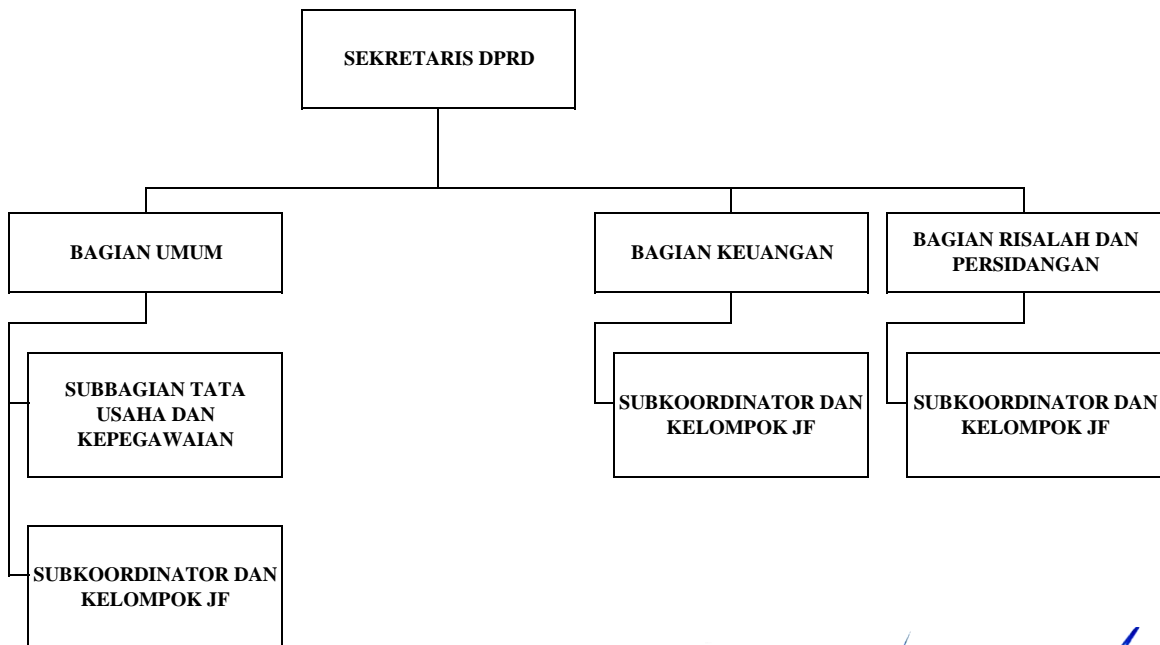 SEKRETARIS DPRD
BAGIAN UMUM
BAGIAN KEUANGAN
BAGIAN RISALAH DAN
PERSIDANGAN
SUBBAGIAN TATA
USAHA DAN
KEPEGAWAIAN
SUBKOORDINATOR DAN
KELOMPOK JF
SUBKOORDINATOR DAN
KELOMPOK JF
SUBKOORDINATOR DAN
KELOMPOK JF